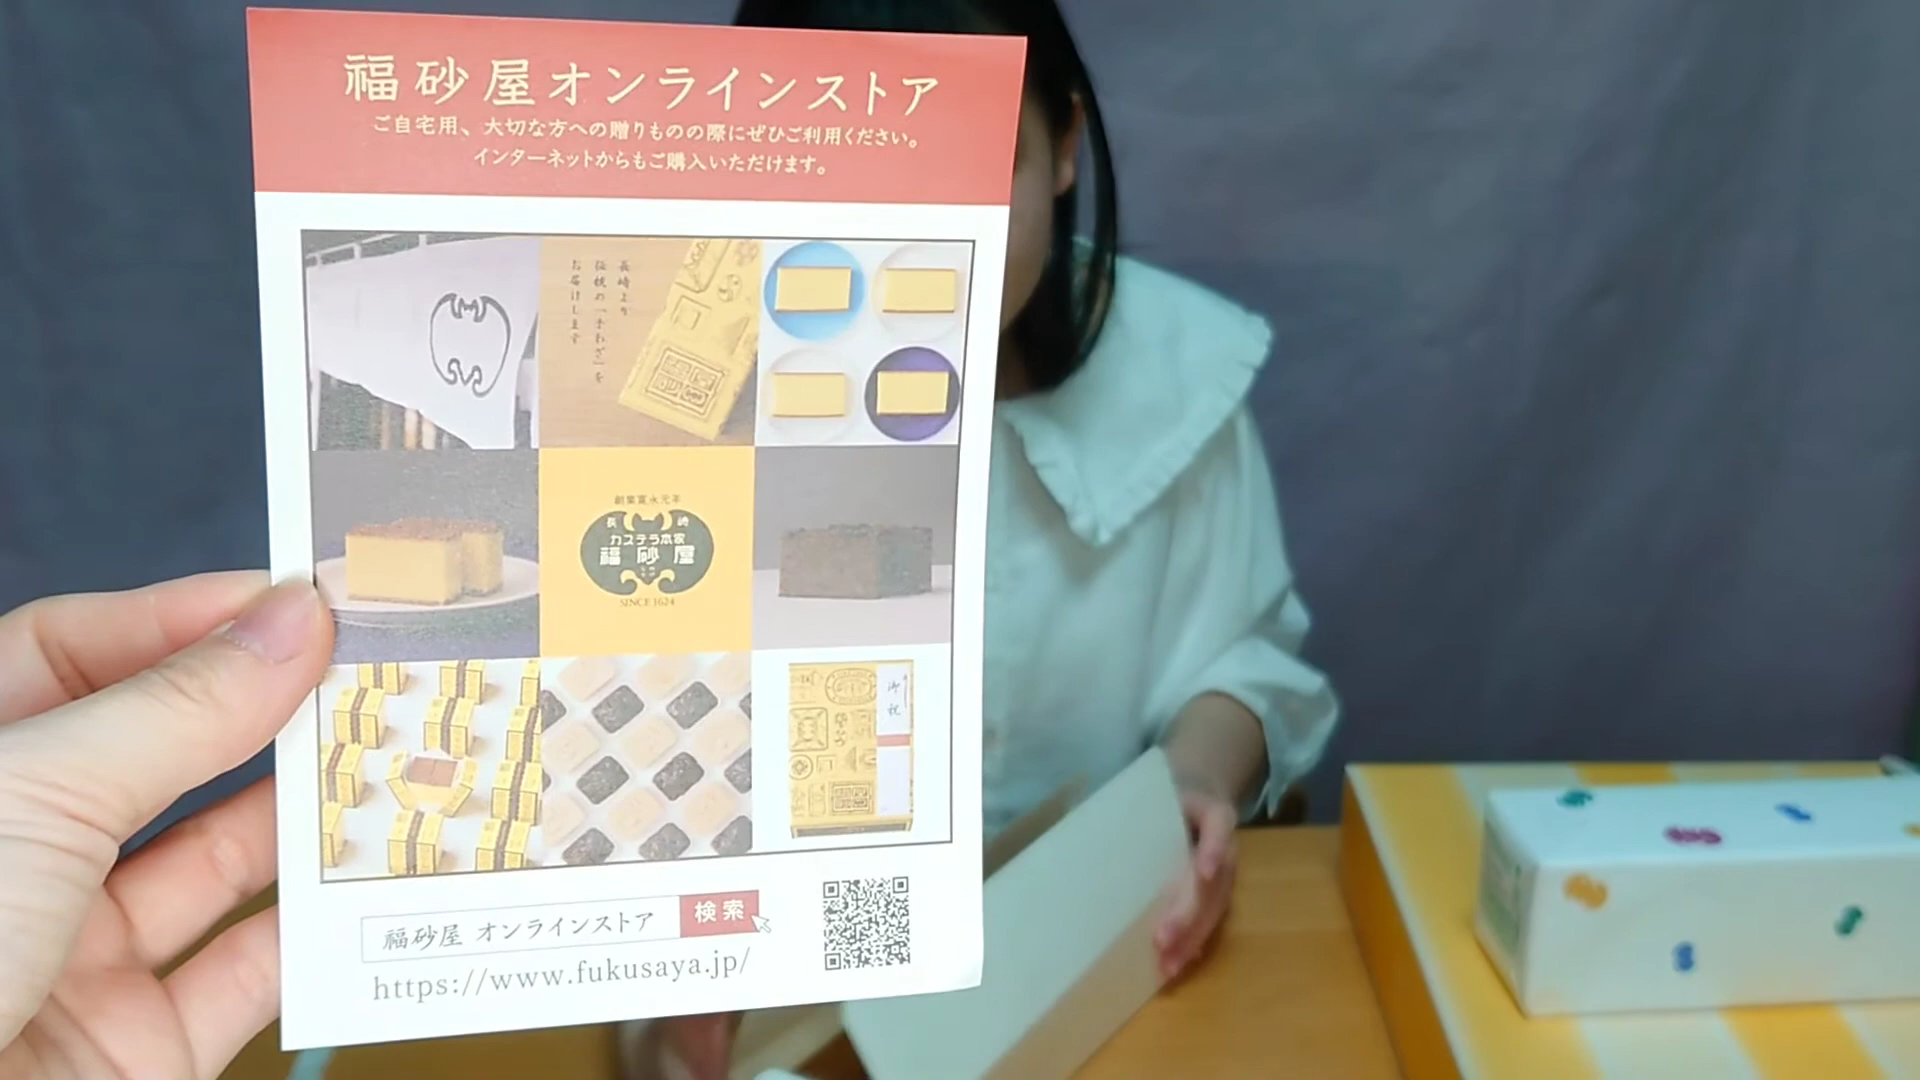 福砂屋オンラインストア
ご自宅用、大切な方への贈りものの際にぜひご利用ください。
インターネットからもご購入いただけます。
長崎より
伝統の「手わざ」を
お届けします
創業寛永元年
長崎
カステラ本家
福砂屋
SINCE 1624
御祝
福砂屋 オンラインストア
検索
https://www.fukusaya.jp/